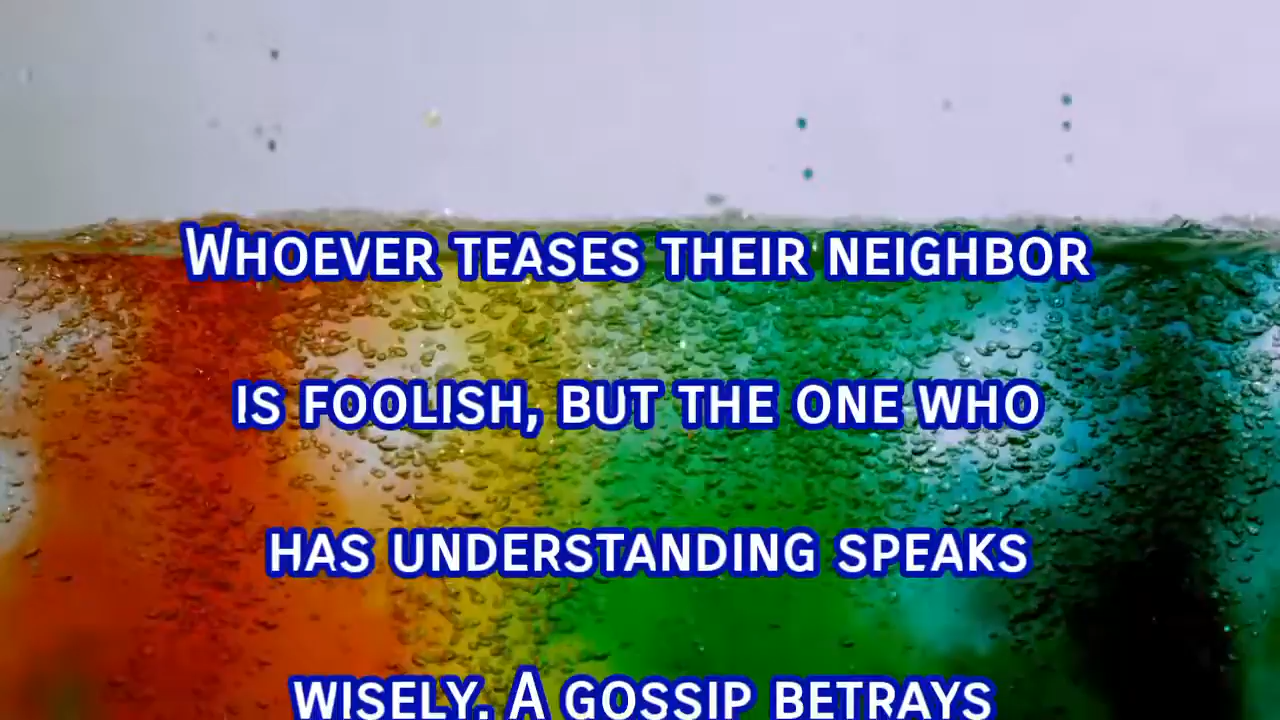 Whoever teases their neighbor
is foolish, but the one who
has understanding speaks
wisely. A gossip betrays